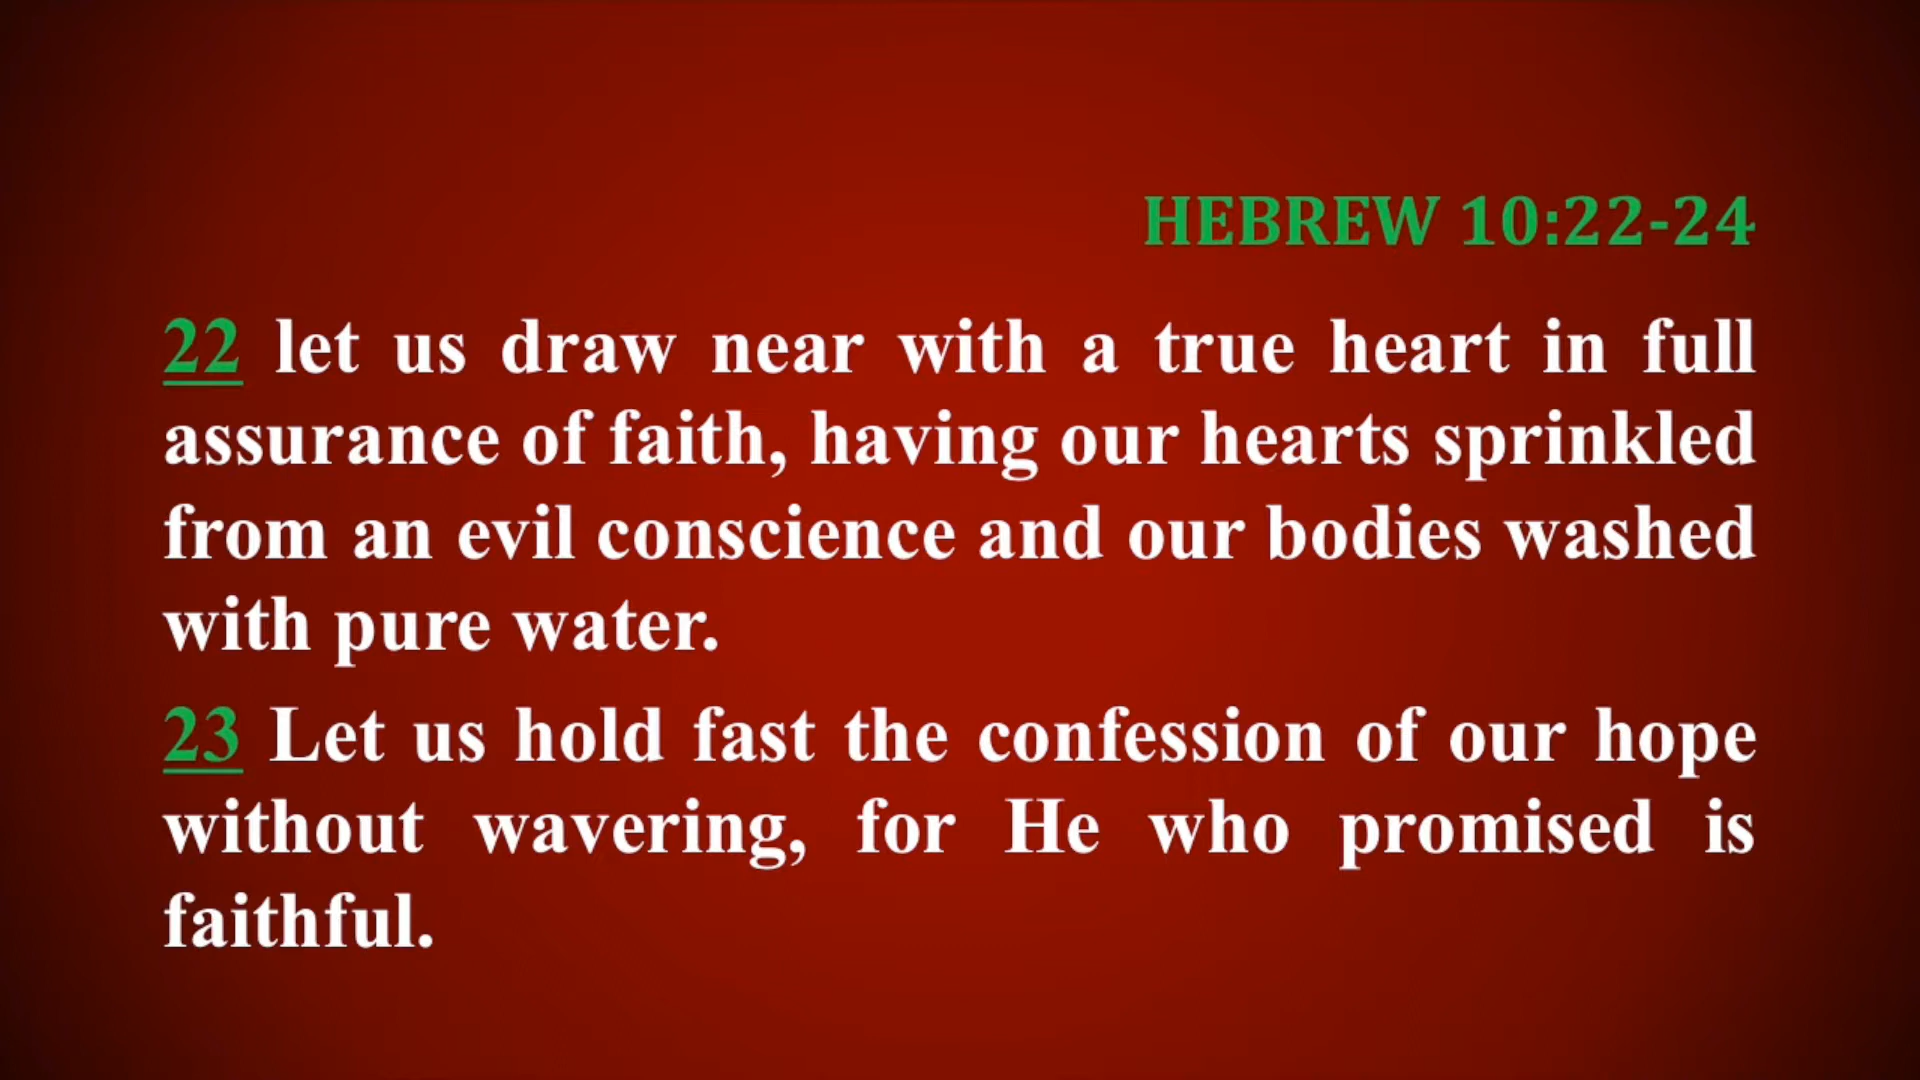 HEBREW 10:22-24
22 let us draw near with a true heart in full
assurance of faith, having our hearts sprinkled
from an evil conscience and our bodies washed
with pure water.
23 Let us hold fast the confession of our hope
without wavering, for He who promised is
faithful.